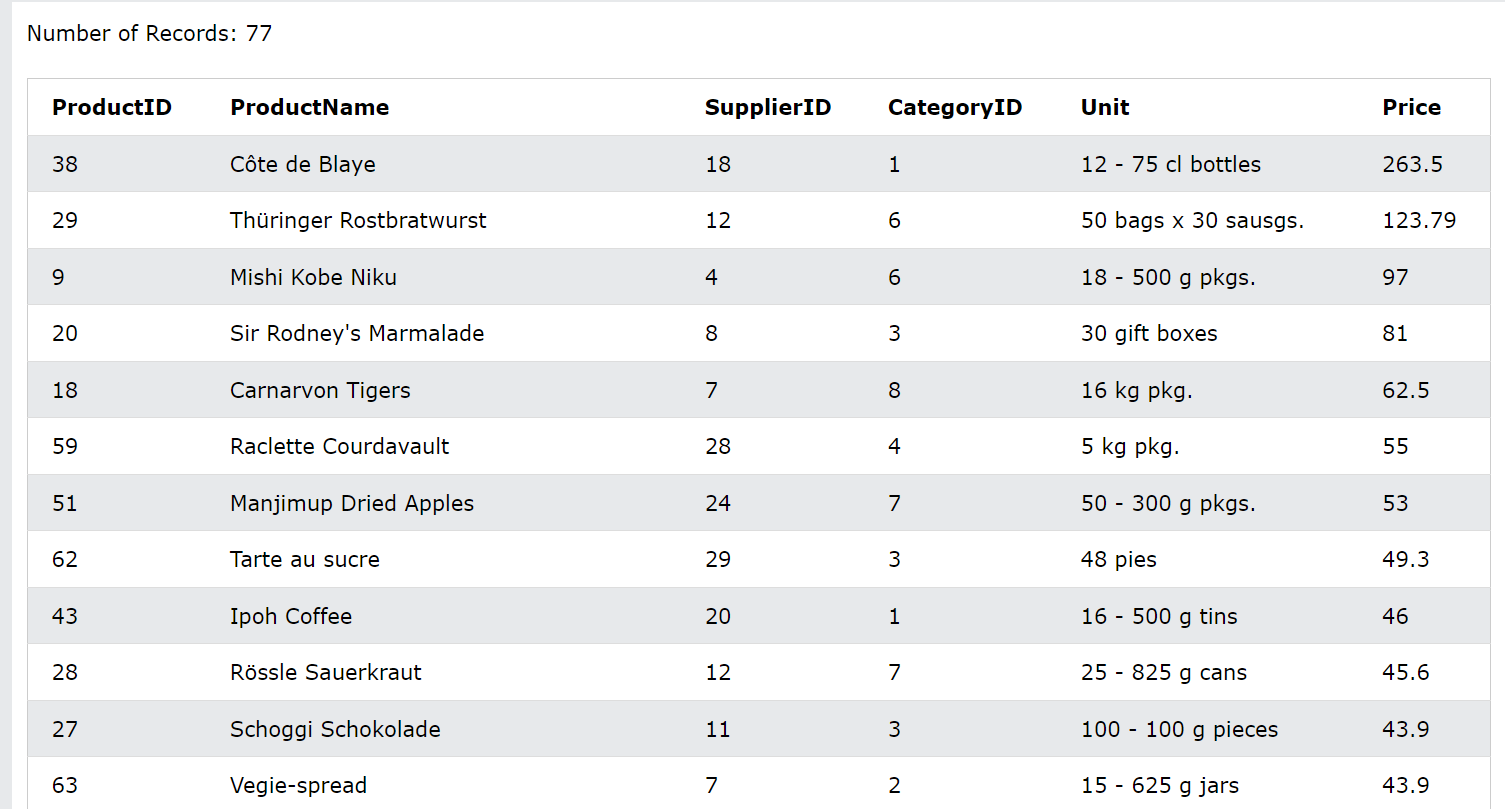 Number of Records: 77
ProductID ProductName SupplierID CategoryID Unit Price
38 Côte de Blaye 18 1 12 - 75 cl bottles 263.5
29 Thüringer Rostbratwurst 12 6 50 bags x 30 sausgs. 123.79
9 Mishi Kobe Niku 4 6 18 - 500 g pkgs. 97
20 Sir Rodney's Marmalade 8 3 30 gift boxes 81
18 Carnarvon Tigers 7 8 16 kg pkg. 62.5
59 Raclette Courdavault 28 4 5 kg pkg. 55
51 Manjimup Dried Apples 24 7 50 - 300 g pkgs. 53
62 Tarte au sucre 29 3 48 pies 49.3
43 Ipoh Coffee 20 1 16 - 500 g tins 46
28 Rössle Sauerkraut 12 7 25 - 825 g cans 45.6
27 Schoggi Schokolade 11 3 100 - 100 g pieces 43.9
63 Vegie-spread 7 2 15 - 625 g jars 43.9